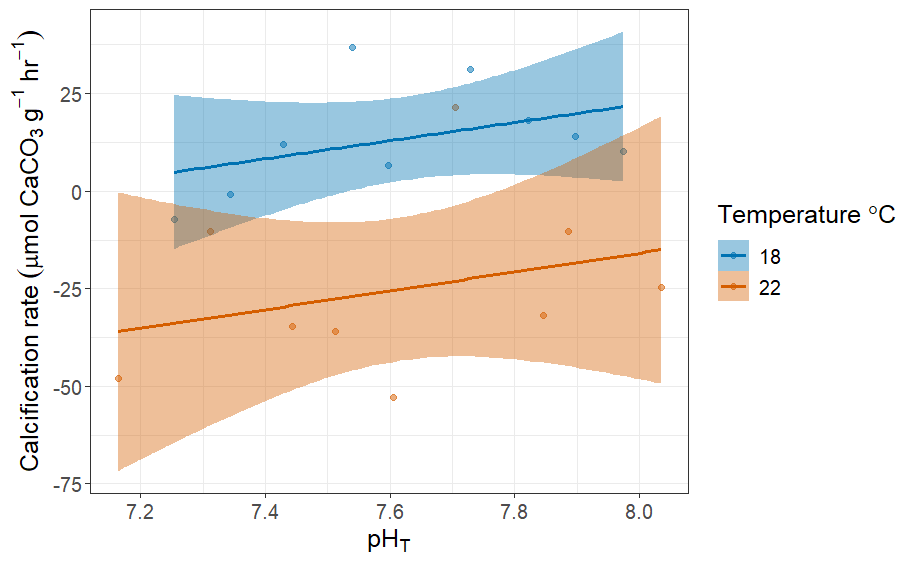 Calcification rate (μmol CaCO₃ g⁻¹ hr⁻¹)
25
0
-25
-50
-75
7.2 7.4 7.6 7.8 8.0
pH_T
Temperature °C
18
22